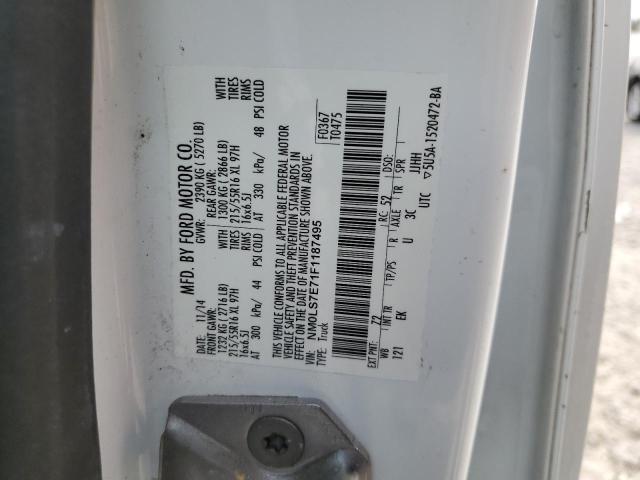 MFD. BY FORD MOTOR CO.
DATE: 11/14 GVWR: 2390 KG ( 5270 LB)
FRONT GAWR: REAR GAWR: WITH
1232 KG ( 2716 LB) 1300 KG ( 2866 LB) TIRES
215/55R16 XL 97H 215/55R16 XL 97H RIMS
16x6.5J 16x6.5J
AT 300 kPa/ 44 PSI COLD AT 330 kPa/ 48 PSI COLD
THIS VEHICLE CONFORMS TO ALL APPLICABLE FEDERAL MOTOR
VEHICLE SAFETY AND THEFT PREVENTION STANDARDS IN
EFFECT ON THE DATE OF MANUFACTURE SHOWN ABOVE.
VIN: NM0LS7E71F1187495
TYPE: Truck
F0367
T0475
EXT PNT: Z2 RC: 52 DSO:
WB INT TR TP/PS R AXLE TR SPR
121 EK U 3C JJHH
UTC ▽5U5A-1520472-BA